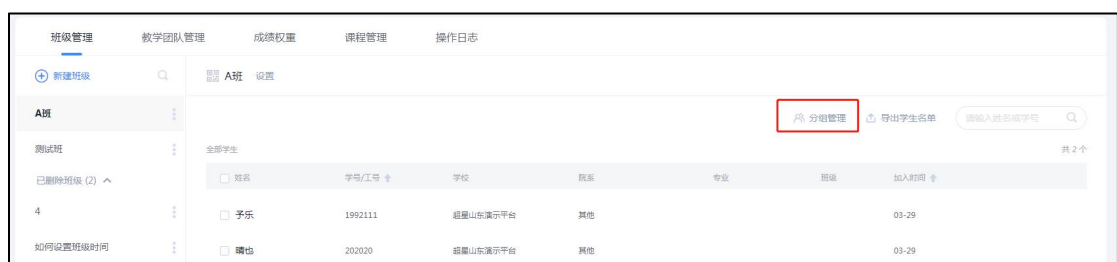 班级管理 教学团队管理 成绩权重 课程管理 操作日志
新建班级 A班 设置
A班 分组管理 导出学生名单 请输入姓名或学号
测试班 全部学生 共 2 个
已删除班级 (2) 姓名 学号/工号 学校 院系 专业 班级 加入时间
4 予乐 1992111 超星山东演示平台 其他 03-29
如何设置班级时间 晴也 202020 超星山东演示平台 其他 03-29